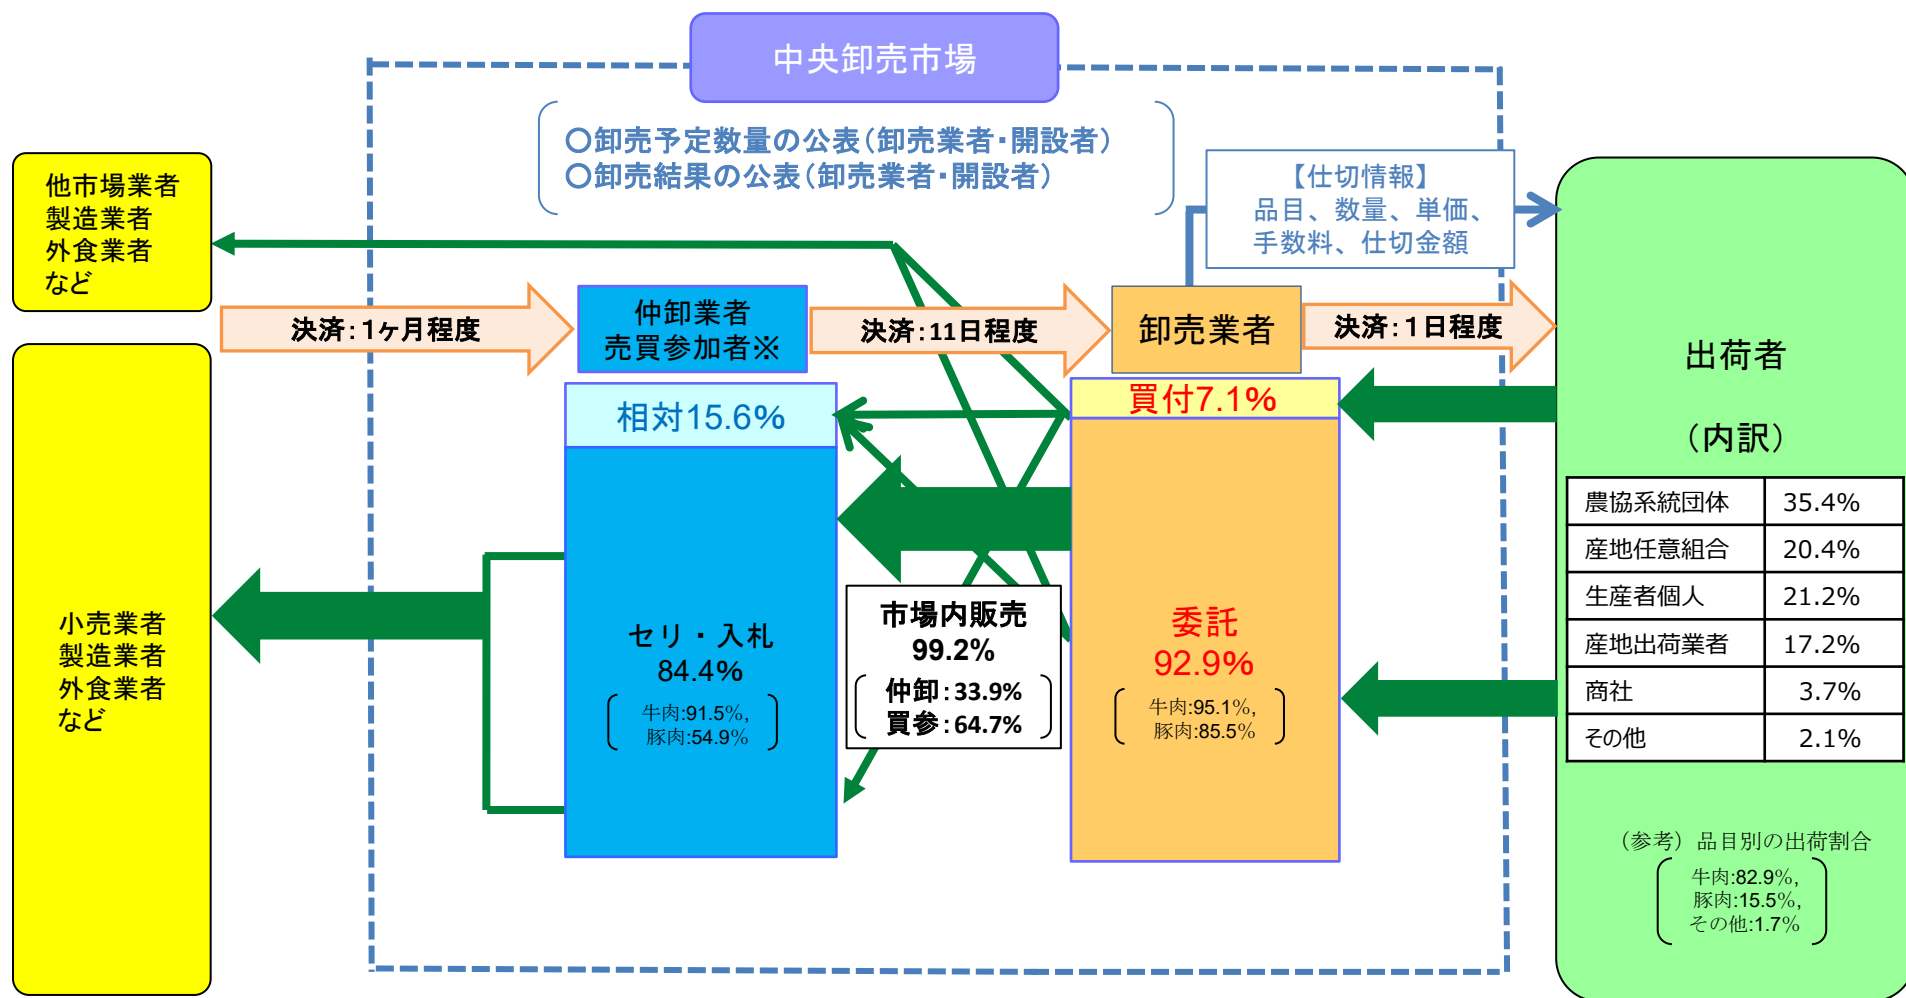 中央卸売市場
〇卸売予定数量の公表（卸売業者・開設者）
〇卸売結果の公表（卸売業者・開設者）
【仕切情報】
品目、数量、単価、
手数料、仕切金額
他市場業者
製造業者
外食業者
など
決済：1ヶ月程度
仲卸業者
売買参加者※
決済：11日程度
卸売業者
決済：1日程度
相対15.6%
買付7.1%
セリ・入札
84.4%
牛肉:91.5%,
豚肉:54.9%
市場内販売
99.2%
仲卸：33.9%
買参：64.7%
委託
92.9%
牛肉:95.1%,
豚肉:85.5%
小売業者
製造業者
外食業者
など
出荷者
（内訳）
農協系統団体 35.4%
産地任意組合 20.4%
生産者個人 21.2%
産地出荷業者 17.2%
商社 3.7%
その他 2.1%
（参考）品目別の出荷割合
牛肉:82.9%,
豚肉:15.5%,
その他:1.7%